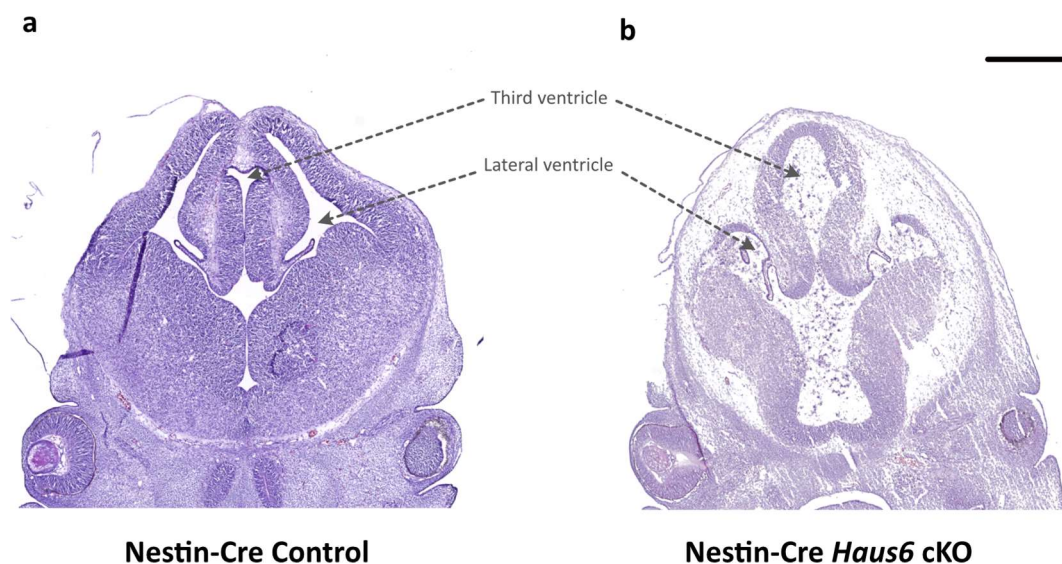 a
b
Third ventricle
Lateral ventricle
Nestin-Cre Control
Nestin-Cre Haus6 cKO